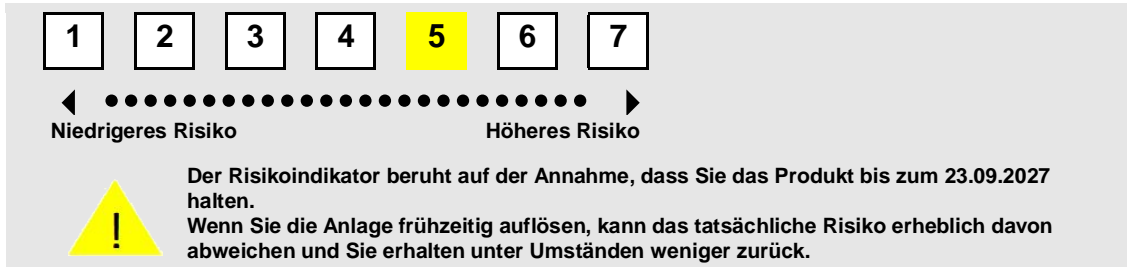 1 2 3 4 5 6 7
Niedrigeres Risiko Höheres Risiko
Der Risikoindikator beruht auf der Annahme, dass Sie das Produkt bis zum 23.09.2027
halten.
Wenn Sie die Anlage frühzeitig auflösen, kann das tatsächliche Risiko erheblich davon
abweichen und Sie erhalten unter Umständen weniger zurück.
!